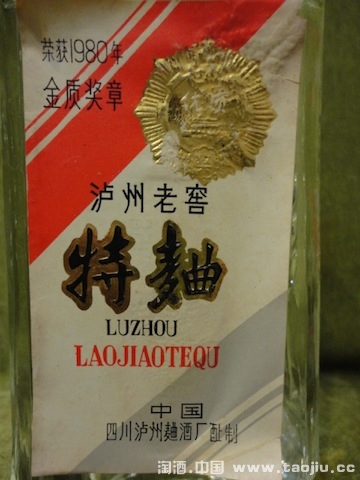 荣获1980年
金质奖章
泸州老窖
特麯
LUZHOU
LAOJIAOTEQU
中国
四川泸州麯酒厂酝制
淘酒.中国 www.taojiu.cc